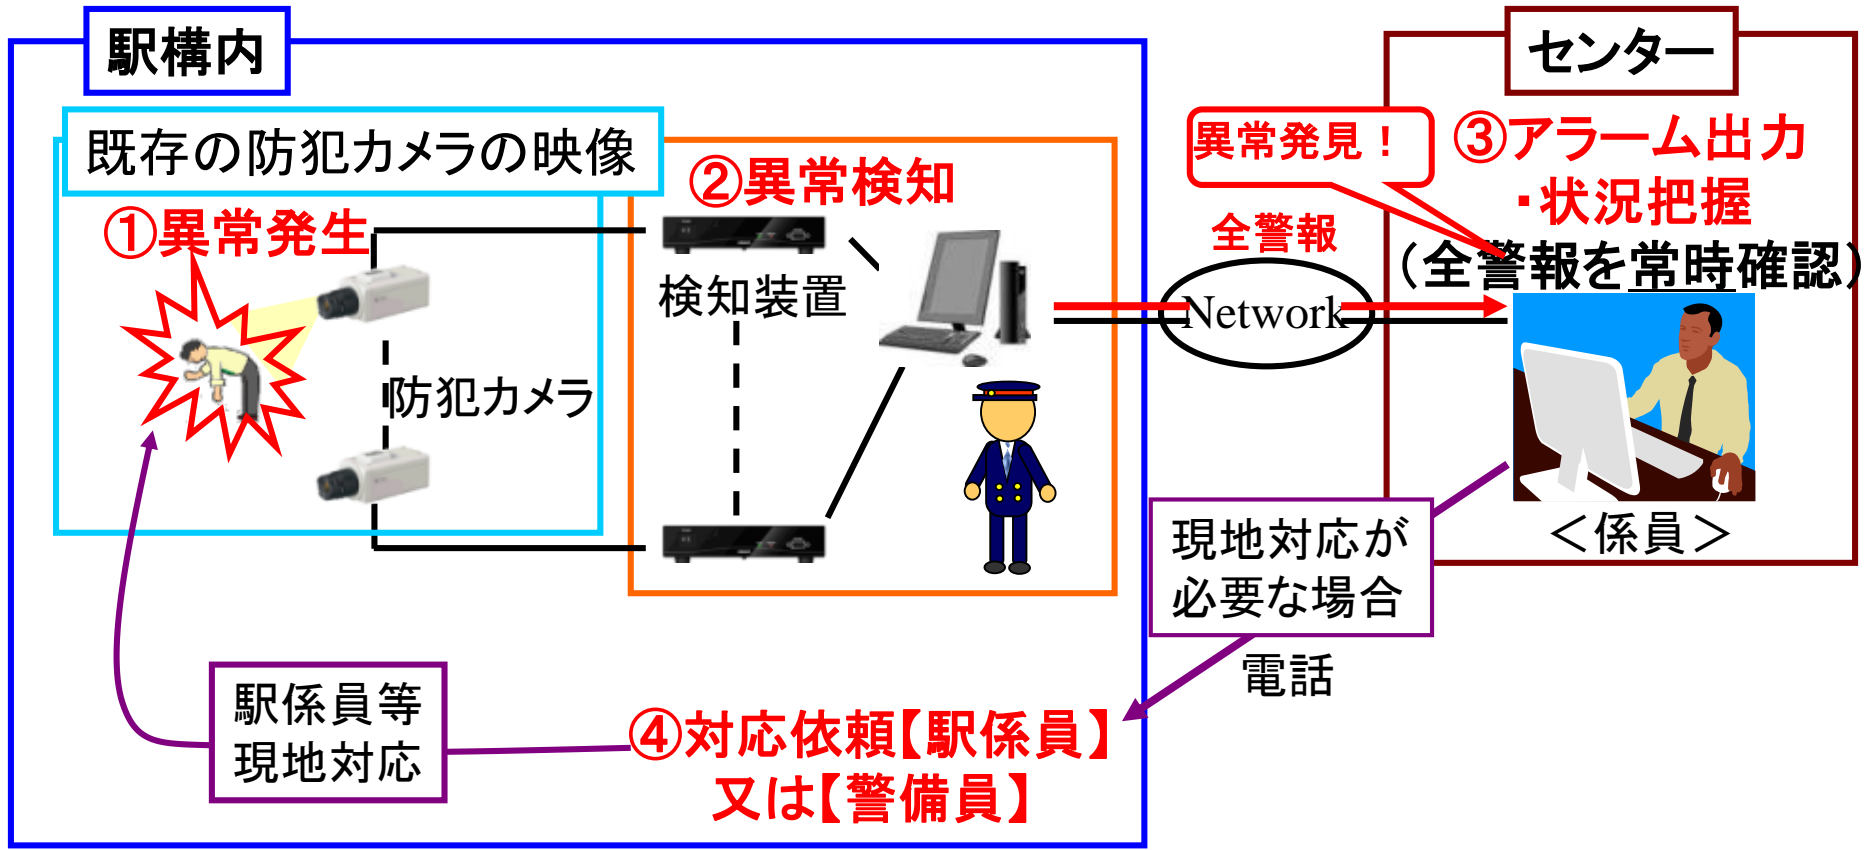 駅構内
センター
既存の防犯カメラの映像
①異常発生
②異常検知
異常発見！
③アラーム出力
・状況把握
（全警報を常時確認）
全警報
検知装置
Network
防犯カメラ
＜係員＞
現地対応が
必要な場合
電話
駅係員等
現地対応
④対応依頼【駅係員】
又は【警備員】